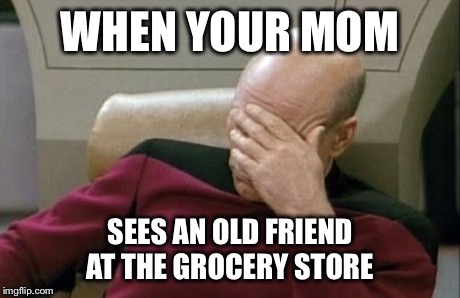 WHEN YOUR MOM
SEES AN OLD FRIEND
AT THE GROCERY STORE
imgflip.com